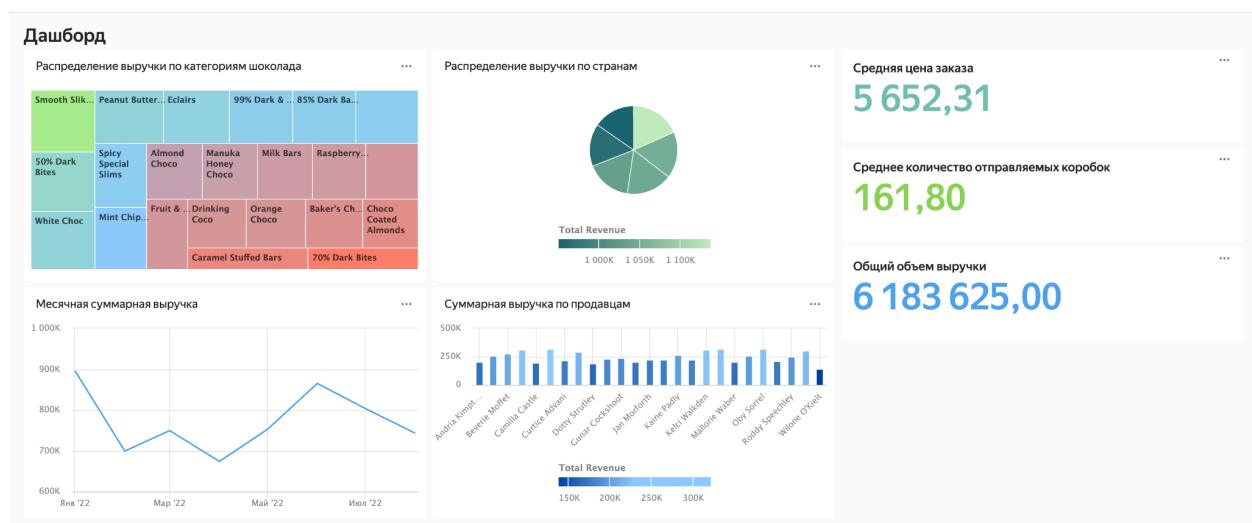 Дашборд
Распределение выручки по категориям шоколада
Smooth Slik...
Peanut Butter...
Eclairs
99% Dark & ...
85% Dark Ba...
50% Dark
Bites
Spicy
Special
Slims
Almond
Choco
Manuka
Honey
Choco
Milk Bars
Raspberry...
White Choc
Mint Chip...
Fruit & ...
Drinking
Coco
Orange
Choco
Baker's Ch...
Choco
Coated
Almonds
Caramel Stuffed Bars
70% Dark Bites
Распределение выручки по странам
Total Revenue
1 000K 1 050K 1 100K
Средняя цена заказа
5 652,31
Среднее количество отправляемых коробок
161,80
Общий объем выручки
6 183 625,00
Месячная суммарная выручка
1 000K
900K
800K
700K
600K
Янв '22 Мар '22 Май '22 Июл '22
Суммарная выручка по продавцам
500K
250K
0
Andria Kimpt...
Beverie Moffet
Camilla Castle
Curtice Advani
Dotty Strutley
Gunar Cockshoot
Jan Morforth
Kaine Padly
Kelci Walkden
Mallorie Waber
Oby Sorrel
Roddy Speechley
Wilone O'Kielt
Total Revenue
150K 200K 250K 300K